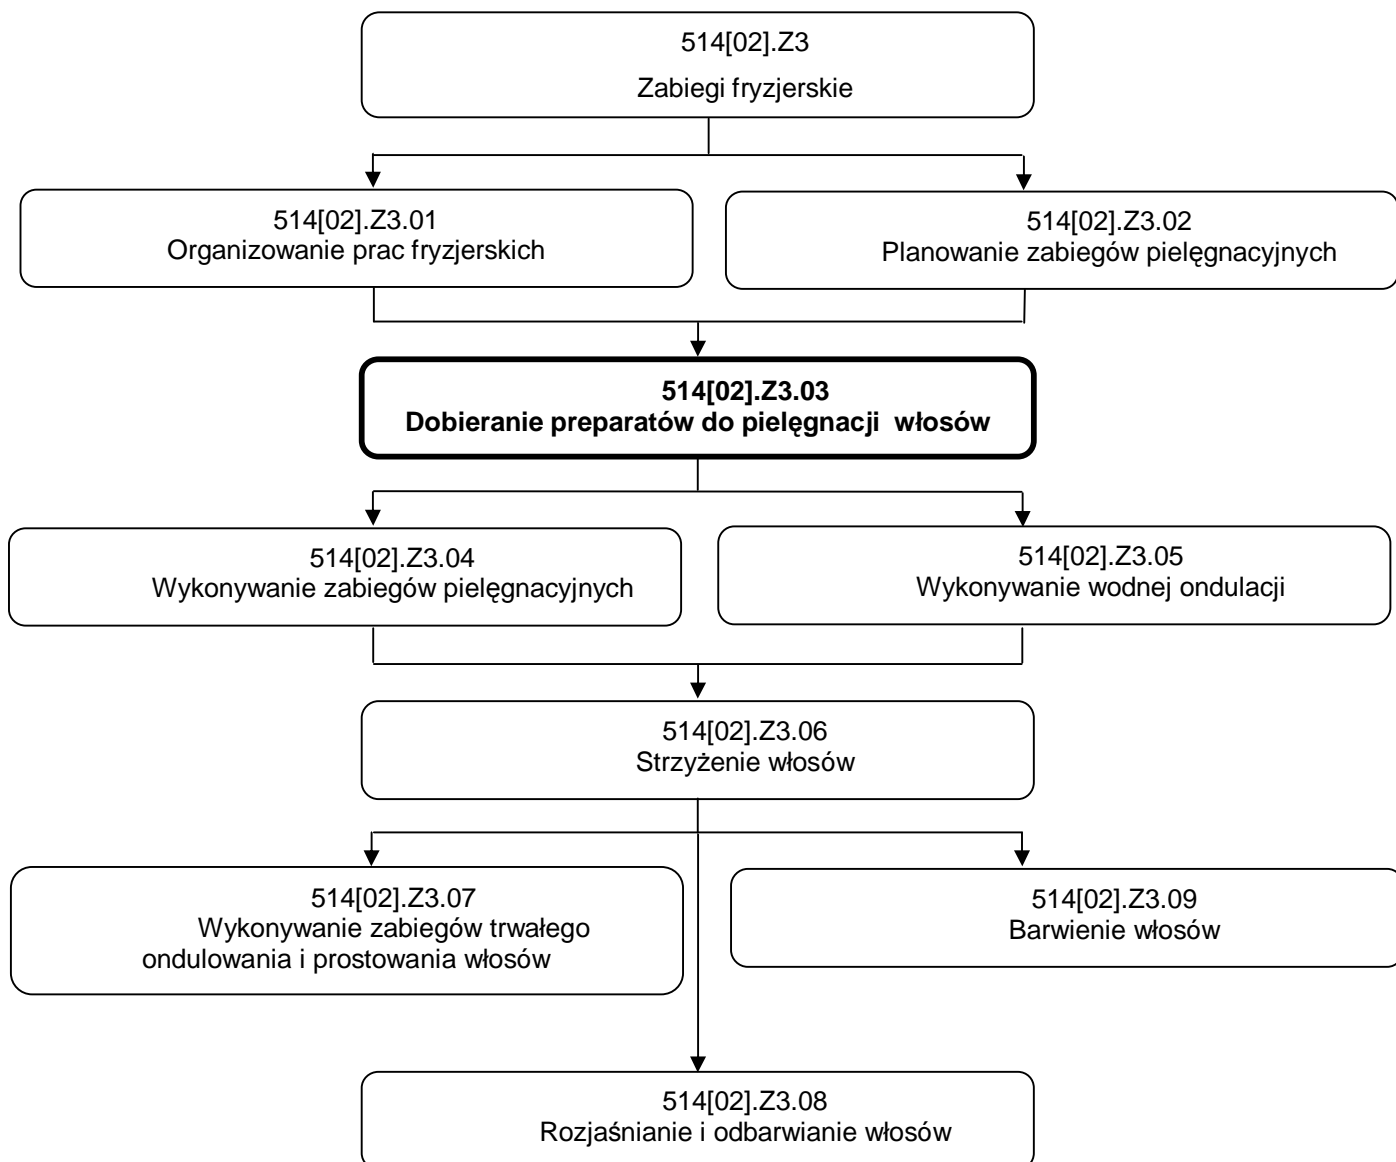 514[02].Z3
Zabiegi fryzjerskie
514[02].Z3.01
Organizowanie prac fryzjerskich
514[02].Z3.02
Planowanie zabiegów pielęgnacyjnych
514[02].Z3.03
Dobieranie preparatów do pielęgnacji włosów
514[02].Z3.04
Wykonywanie zabiegów pielęgnacyjnych
514[02].Z3.05
Wykonywanie wodnej ondulacji
514[02].Z3.06
Strzyżenie włosów
514[02].Z3.07
Wykonywanie zabiegów trwałego
ondulowania i prostowania włosów
514[02].Z3.09
Barwienie włosów
514[02].Z3.08
Rozjaśnianie i odbarwianie włosów